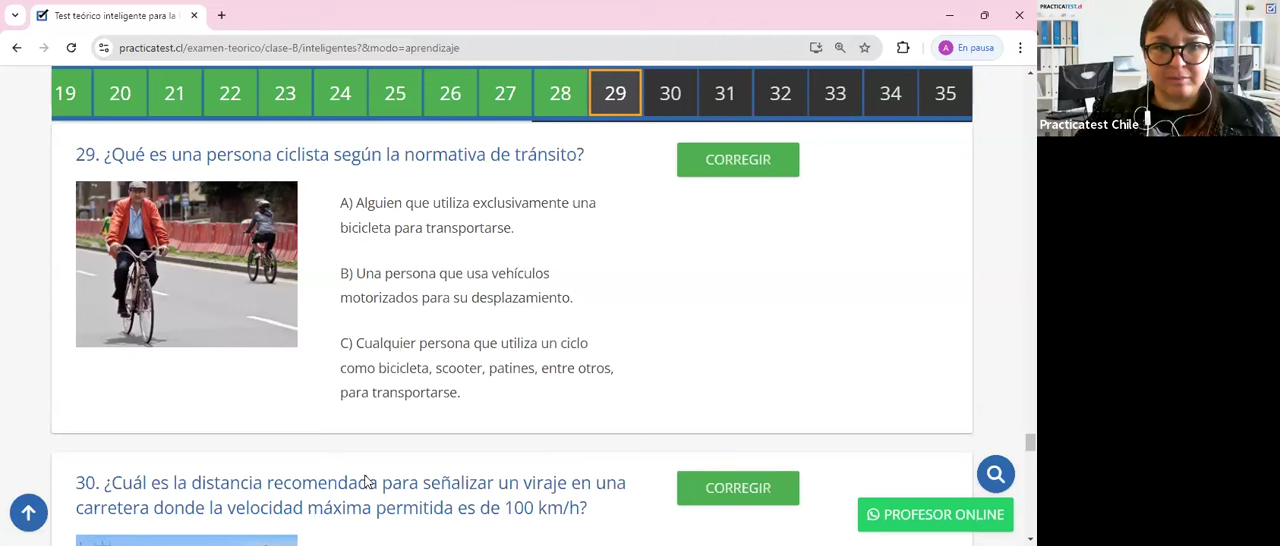 Test teórico inteligente para la
practicatest.cl/examen-teorico/clase-B/inteligentes?&modo=aprendizaje
A
En pausa
PRACTICATEST.cl
Practicatest Chile
19 20 21 22 23 24 25 26 27 28 29 30 31 32 33 34 35
29. ¿Qué es una persona ciclista según la normativa de tránsito?
CORREGIR
A) Alguien que utiliza exclusivamente una
bicicleta para transportarse.
B) Una persona que usa vehículos
motorizados para su desplazamiento.
C) Cualquier persona que utiliza un ciclo
como bicicleta, scooter, patines, entre otros,
para transportarse.
30. ¿Cuál es la distancia recomendada para señalizar un viraje en una
carretera donde la velocidad máxima permitida es de 100 km/h?
CORREGIR
PROFESOR ONLINE